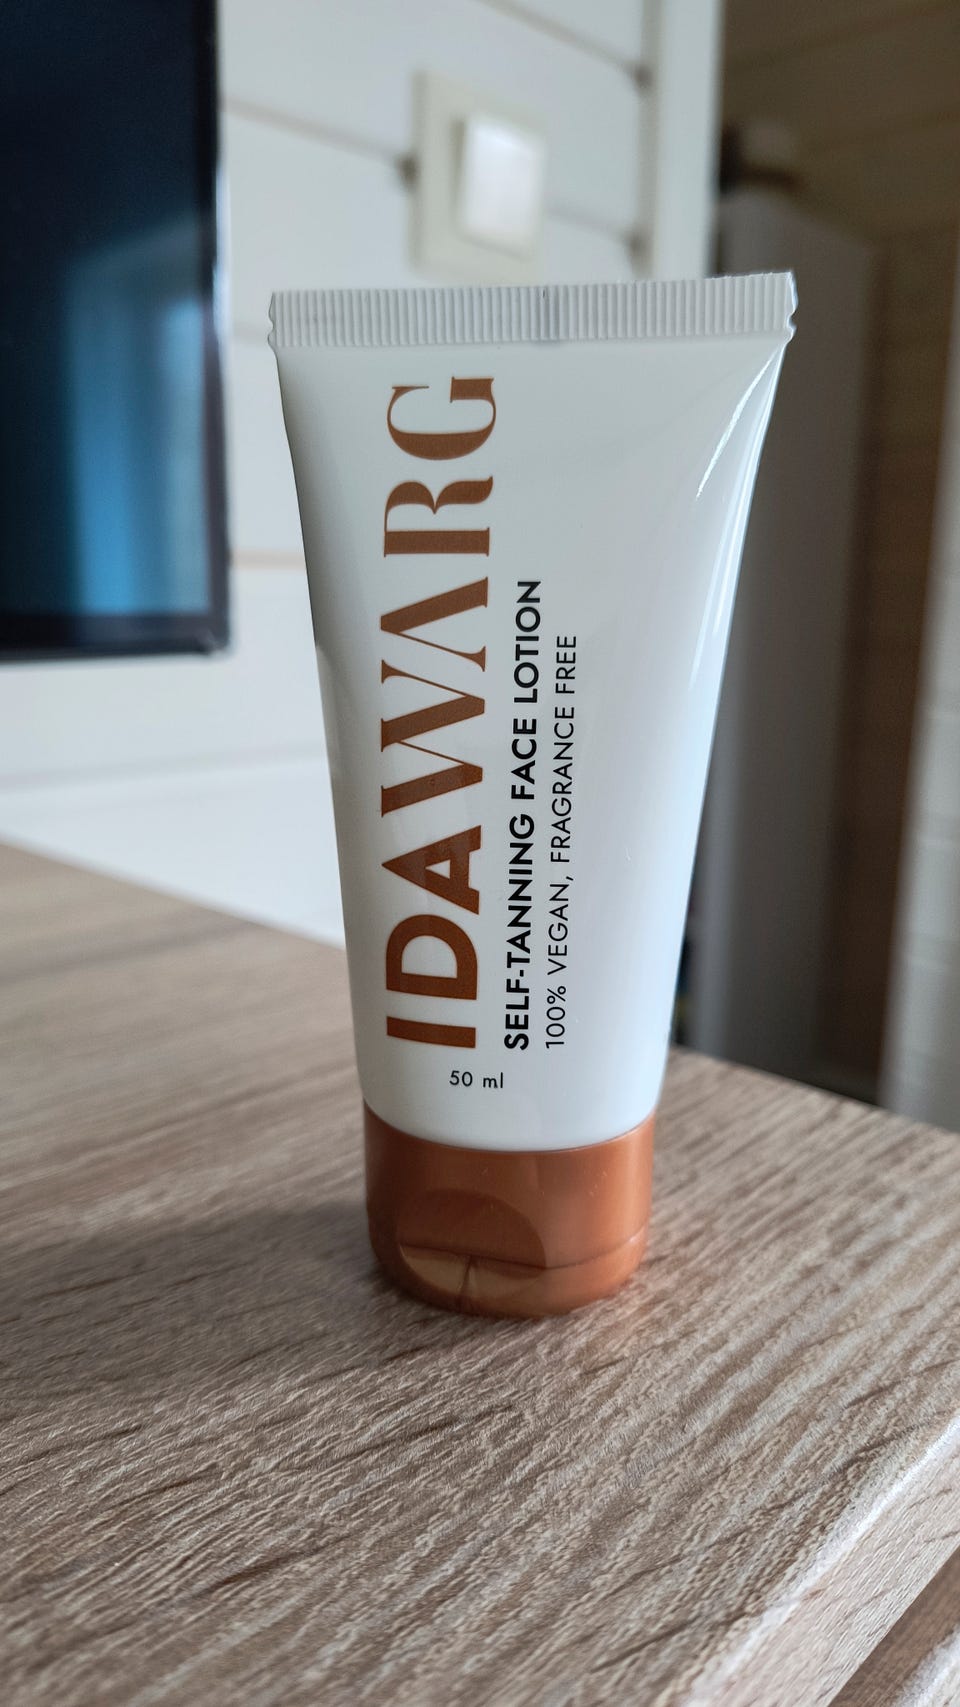 IDAWARG
SELF-TANNING FACE LOTION
100% VEGAN, FRAGRANCE FREE
50 ml